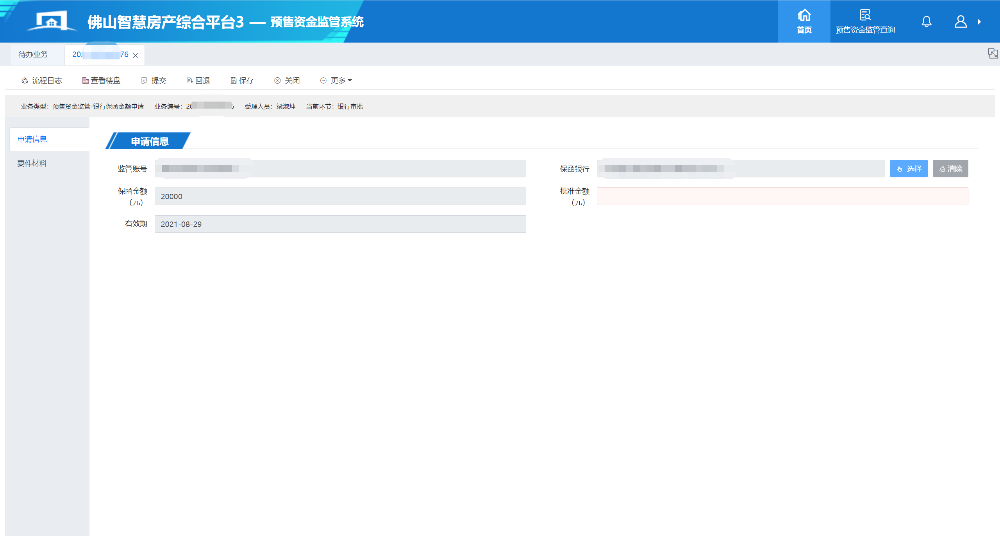 佛山智慧房产综合平台3 — 预售资金监管系统
首页
预售资金监管查询
待办业务
20 76
流程日志 查看楼盘 提交 回退 保存 关闭 更多
业务类型：预售资金监管-银行保函金额申请 业务编号：20 6 受理人员：梁淑坤 当前环节：银行审批
申请信息
要件材料
申请信息
监管账号
保函银行
选择
清除
保函金额
(元)
20000
批准金额
(元)
有效期
2021-08-29